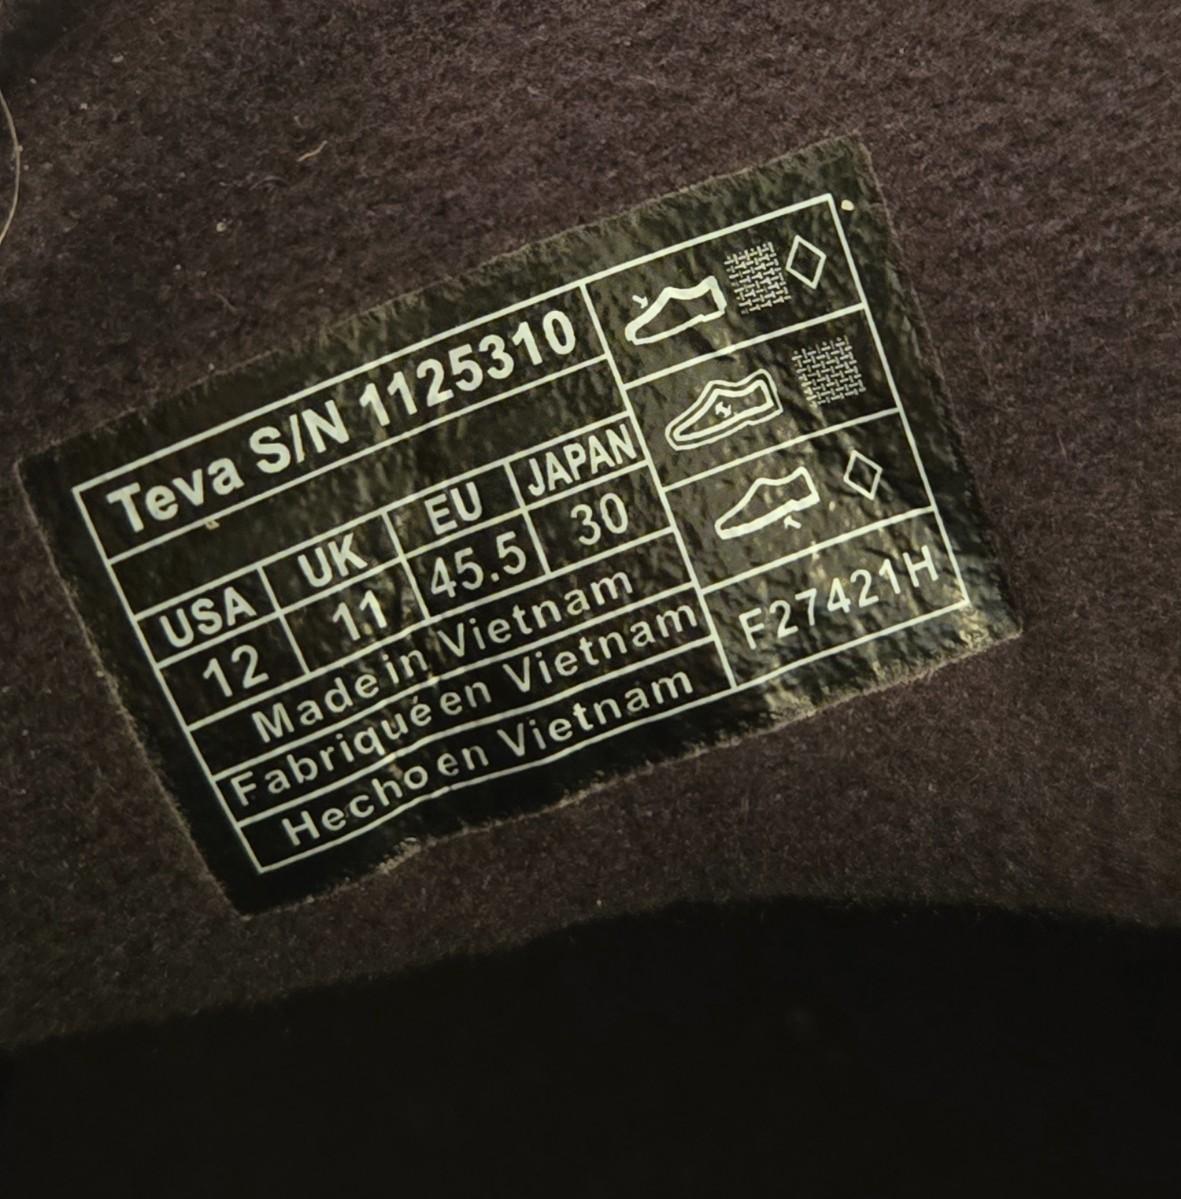 Teva S/N 1125310
USA UK EU JAPAN
12 11 45.5 30
Made in Vietnam
Fabriqué en Vietnam
Hecho en Vietnam
F27421H